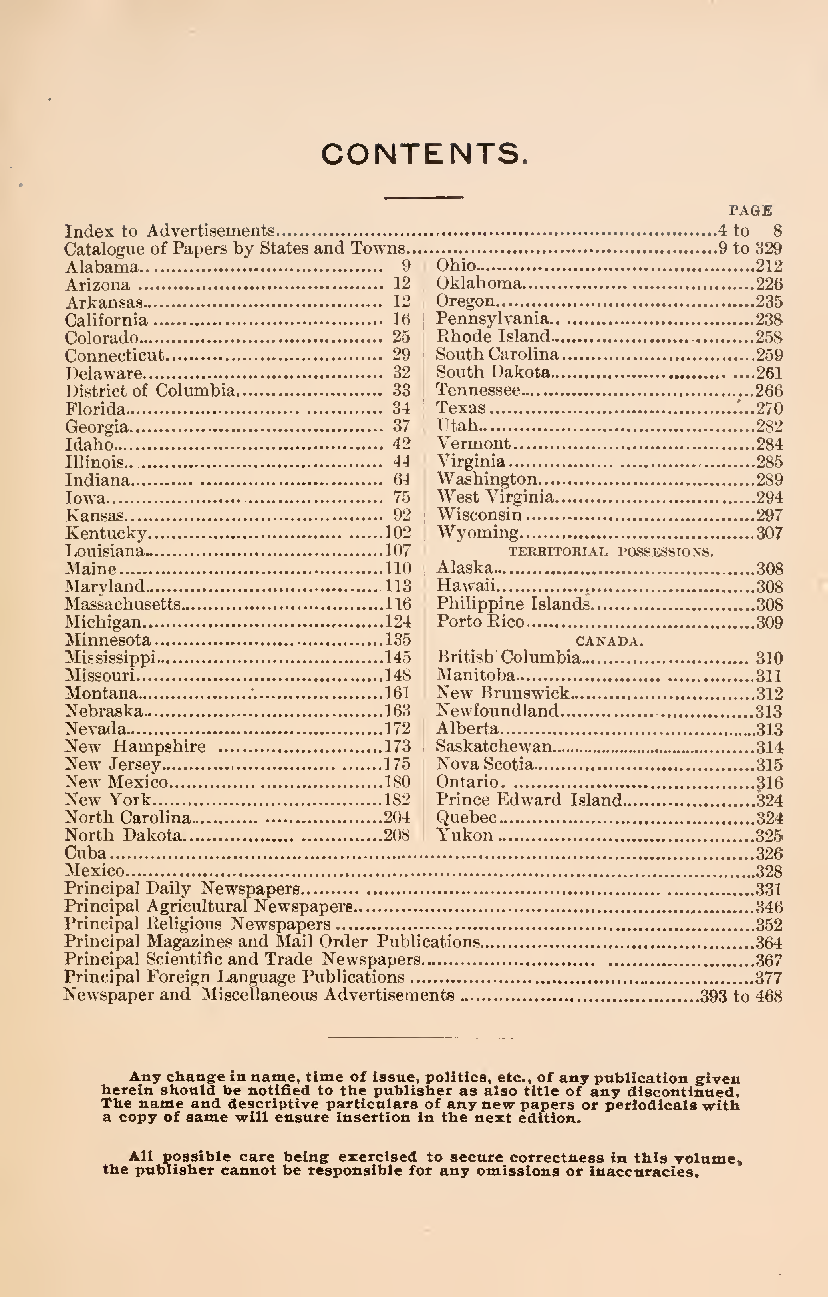 CONTENTS.
PAGE
Index to Advertisements 4 to 8
Catalogue of Papers by States and Towns 9 to 329
Alabama 9
Arizona 12
Arkansas 12
California 16
Colorado 25
Connecticut 29
Delaware 32
District of Columbia 33
Florida 34
Georgia 37
Idaho 42
Illinois 44
Indiana 64
Iowa 75
Kansas 92
Kentucky 102
Louisiana 107
Maine 110
Maryland 113
Massachusetts 116
Michigan 124
Minnesota 135
Mississippi 145
Missouri 148
Montana 161
Nebraska 163
Nevada 172
New Hampshire 173
New Jersey 175
New Mexico 180
New York 182
North Carolina 204
North Dakota 208
Ohio 212
Oklahoma 226
Oregon 235
Pennsylvania 238
Rhode Island 258
South Carolina 259
South Dakota 261
Tennessee 266
Texas 270
Utah 282
Vermont 284
Virginia 285
Washington 289
West Virginia 294
Wisconsin 297
Wyoming 307
TERRITORIAL POSSESSIONS.
Alaska 308
Hawaii 308
Philippine Islands 308
Porto Rico 309
CANADA.
British Columbia 310
Manitoba 311
New Brunswick 312
Newfoundland 313
Alberta 313
Saskatchewan 314
Nova Scotia 315
Ontario 316
Prince Edward Island 324
Quebec 324
Yukon 325
Cuba 326
Mexico 328
Principal Daily Newspapers 331
Principal Agricultural Newspapers 346
Principal Religious Newspapers 352
Principal Magazines and Mail Order Publications 364
Principal Scientific and Trade Newspapers 367
Principal Foreign Language Publications 377
Newspaper and Miscellaneous Advertisements 393 to 468
Any change in name, time of issue, politics, etc., of any publication given
herein should be notified to the publisher as also title of any discontinued.
The name and descriptive particulars of any new papers or periodicals with
a copy of same will ensure insertion in the next edition.
All possible care being exercised to secure correctness in this volume,
the publisher cannot be responsible for any omissions or inaccuracies.